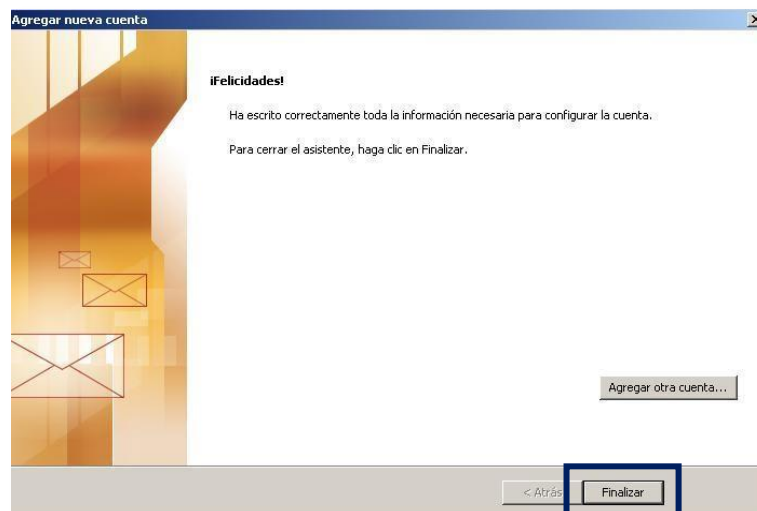 Agregar nueva cuenta
¡Felicidades!
Ha escrito correctamente toda la información necesaria para configurar la cuenta.
Para cerrar el asistente, haga clic en Finalizar.
Agregar otra cuenta...
< Atrás
Finalizar